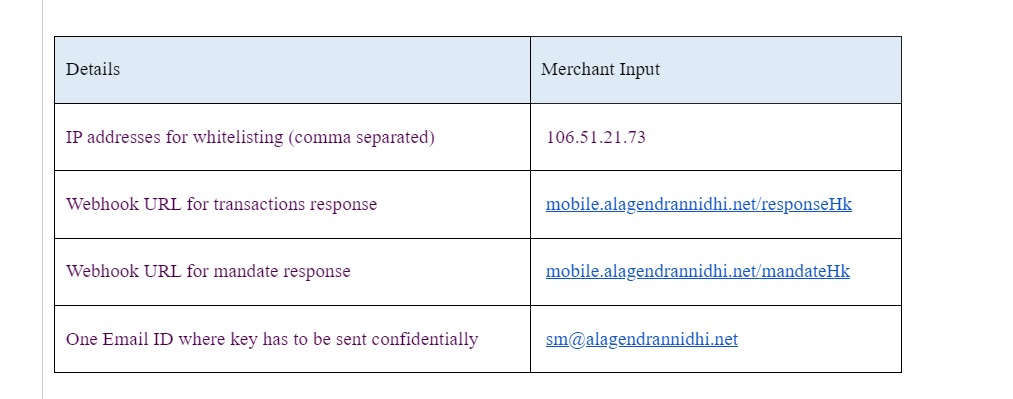 Details
Merchant Input
IP addresses for whitelisting (comma separated)
106.51.21.73
Webhook URL for transactions response
mobile.alagendrannidhi.net/responseHk
Webhook URL for mandate response
mobile.alagendrannidhi.net/mandateHk
One Email ID where key has to be sent confidentially
sm@alagendrannidhi.net